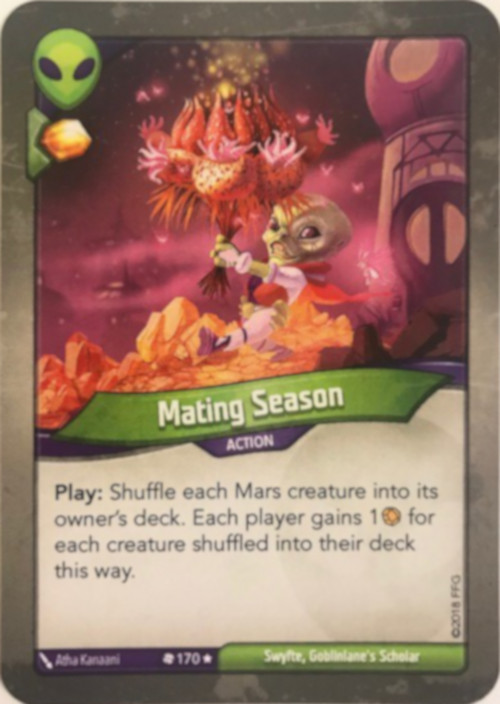 Mating Season
ACTION
Play: Shuffle each Mars creature into its
owner's deck. Each player gains 1 for
each creature shuffled into their deck
this way.
©2018 FFG
Atha Kanaani
170
Swyfte, Goblinlane's Scholar